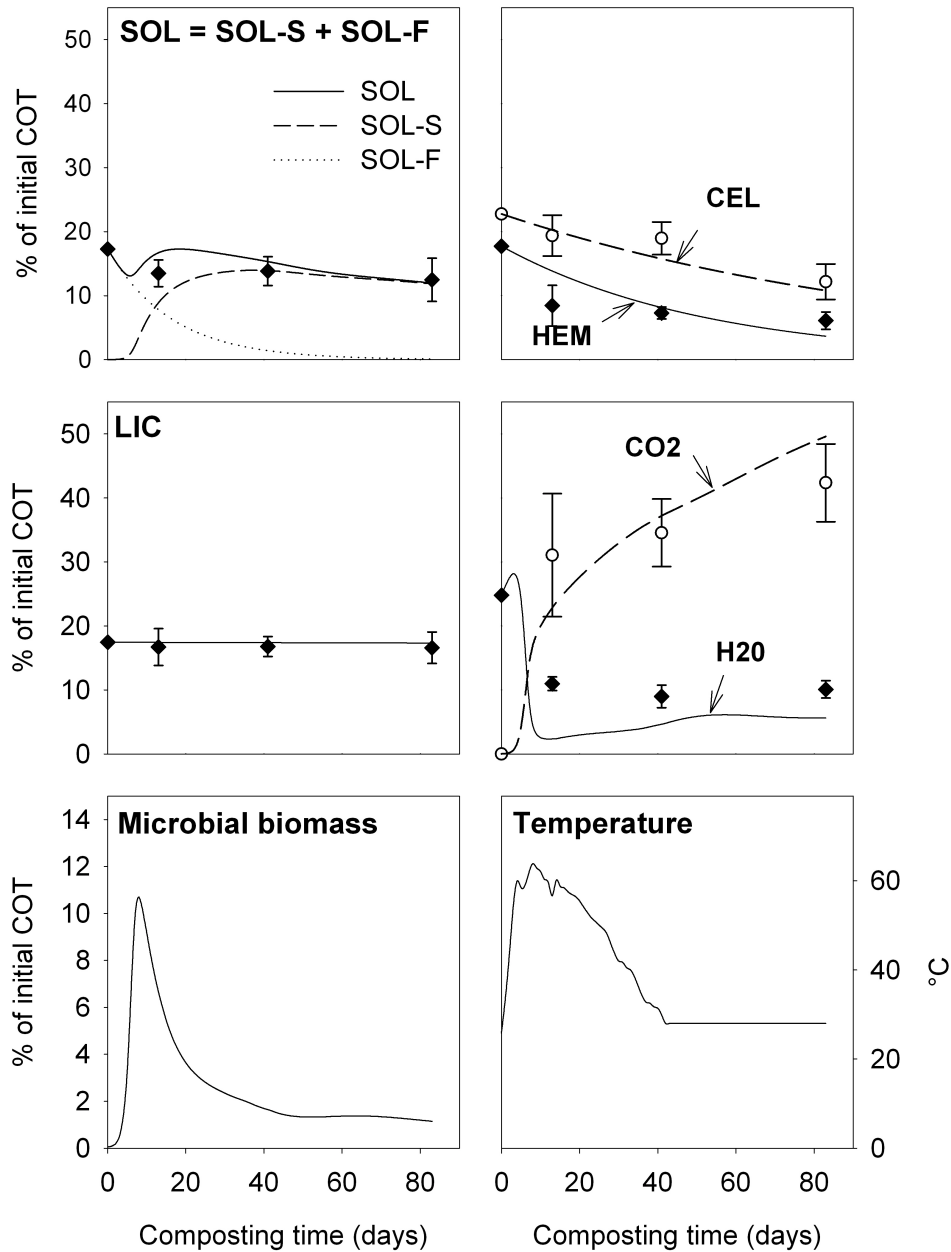 SOL = SOL-S + SOL-F
SOL
SOL-S
SOL-F
% of initial COT
50
40
30
20
10
0
CEL
HEM
LIC
% of initial COT
50
40
30
20
10
0
CO2
H20
Microbial biomass
% of initial COT
14
12
10
8
6
4
2
0
0 20 40 60 80
Composting time (days)
Temperature
60
40
20
0
°C
0 20 40 60 80
Composting time (days)